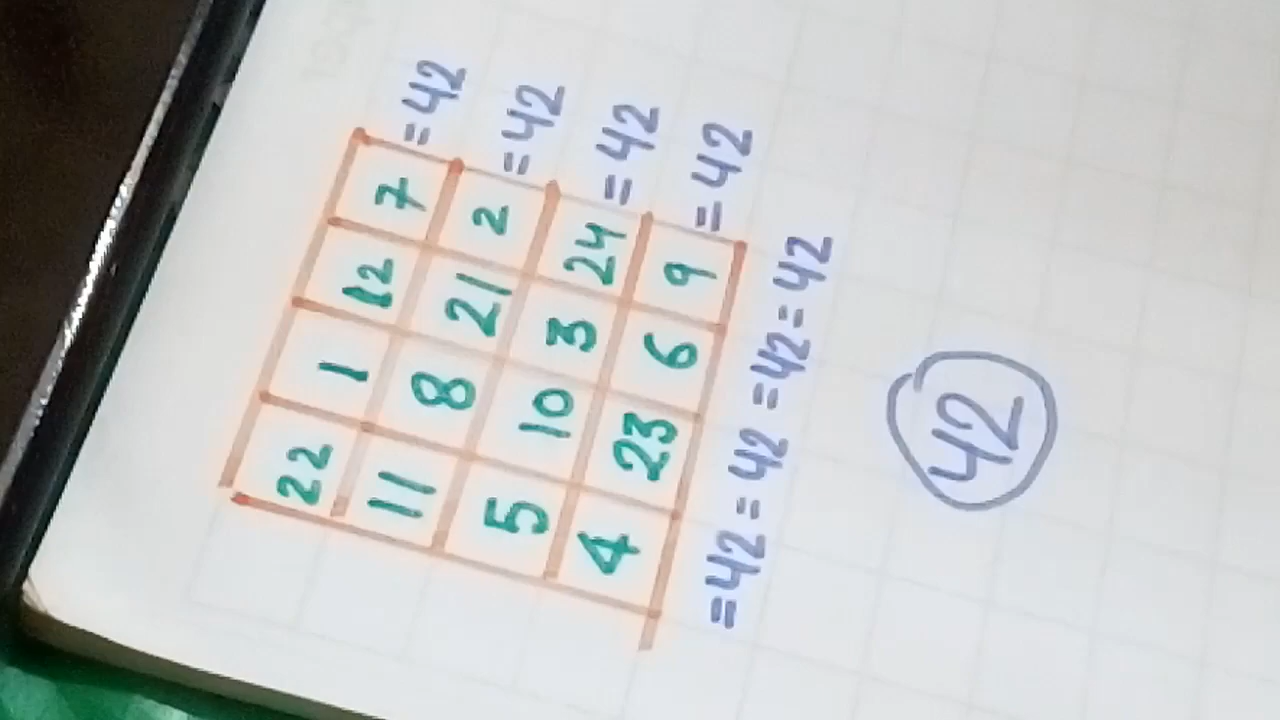 22 1 12 7 = 42
11 8 21 2 = 42
5 10 3 24 = 42
4 23 6 9 = 42
= 42 = 42 = 42 = 42
42